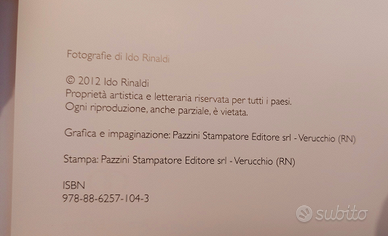 Fotografie di Ido Rinaldi
© 2012 Ido Rinaldi
Proprietà artistica e letteraria riservata per tutti i paesi.
Ogni riproduzione, anche parziale, è vietata.
Grafica e impaginazione: Pazzini Stampatore Editore srl - Verucchio (RN)
Stampa: Pazzini Stampatore Editore srl - Verucchio (RN)
ISBN
978-88-6257-104-3
subito